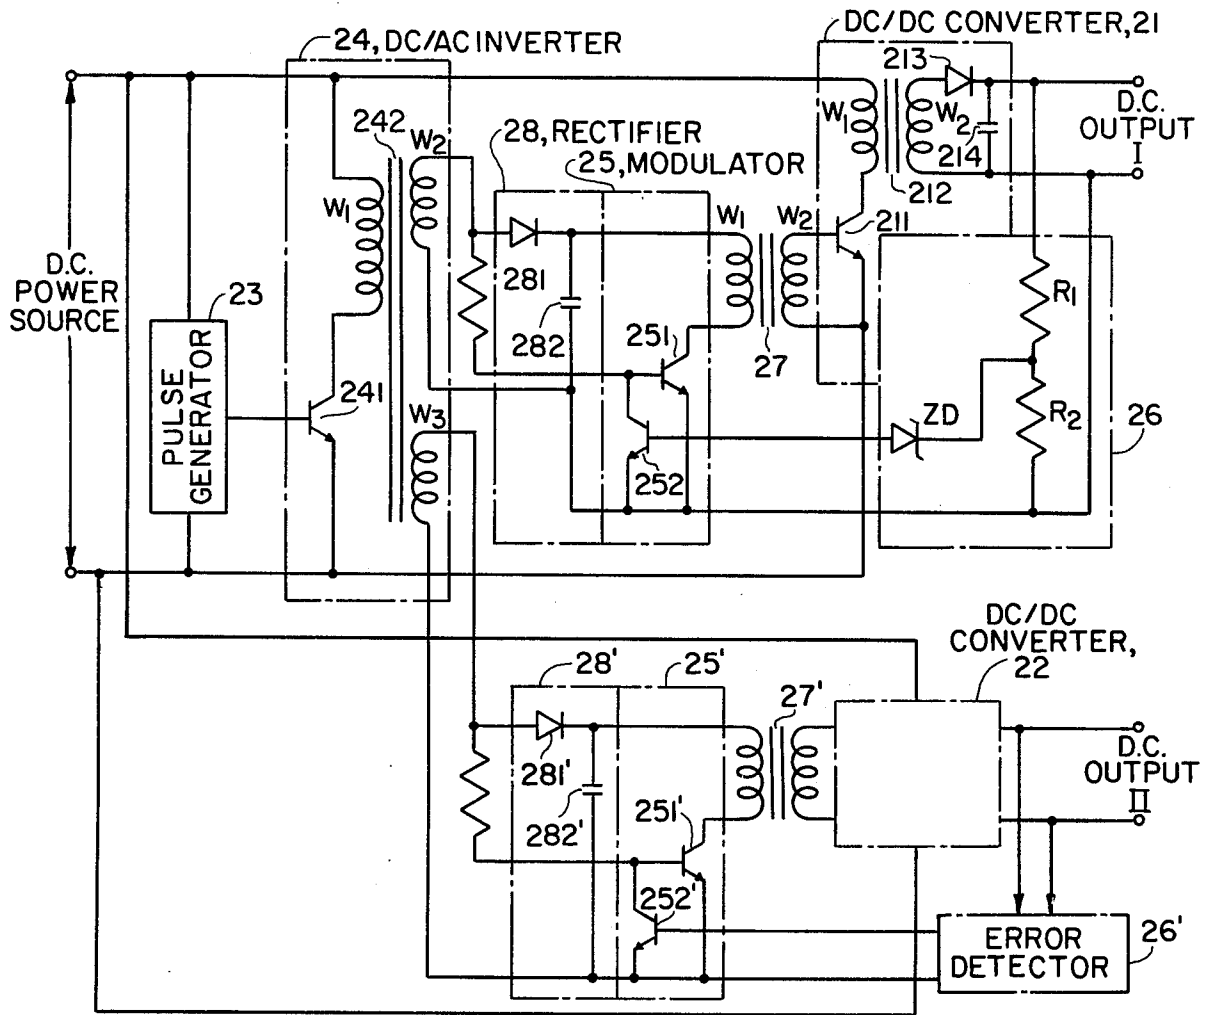 DC/DC CONVERTER, 21
24, DC/AC INVERTER
213
242
W2
28, RECTIFIER
25, MODULATOR
W1
W2
214
D.C.
OUTPUT
I
212
W1
W1
W2
211
281
282
251
27
R1
D.C.
POWER
SOURCE
23
PULSE
GENERATOR
241
W3
ZD
R2
26
252
DC/DC
CONVERTER,
22
28'
25'
27'
281'
282'
251'
D.C.
OUTPUT
II
252'
ERROR
DETECTOR
26'